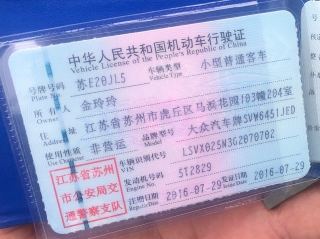 中华人民共和国机动车行驶证
Vehicle License of the People's Republic of China
号牌号码 苏E20JL5 车辆类型 小型普通客车
Plate No. Vehicle Type
所有人 金玲玲
Owner
住址 江苏省苏州市虎丘区马浜花园103幢204室
Address
使用性质 非营运 品牌型号 大众汽车牌SVW6451JED
Use Character Model
江苏省苏州 车辆识别代号 LSVX025N3G2070702
VIN
市公安局交 发动机号码 5T2829
Engine No.
通警察支队 注册日期 2016-07-29 2016-07-29
Register Date